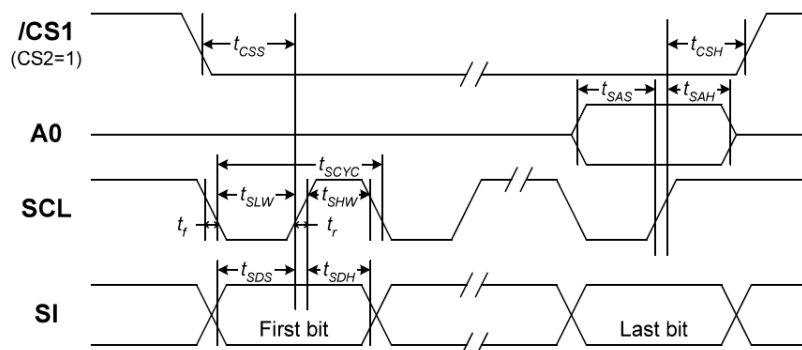 /CS1
(CS2=1)
tCSS
tCSH
A0
tSAS
tSAH
SCL
tSCYC
tSLW
tSHW
tf
tr
SI
tSDS
tSDH
First bit
Last bit